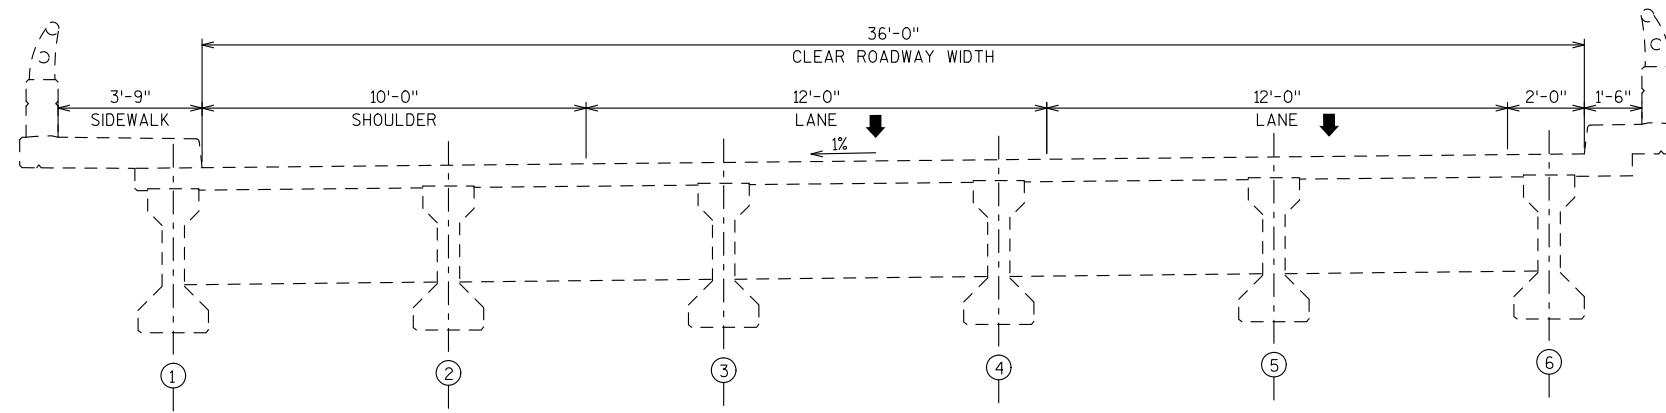 36'-0"
CLEAR ROADWAY WIDTH
3'-9"
SIDEWALK
10'-0"
SHOULDER
12'-0"
LANE
12'-0"
LANE
2'-0"
1'-6"
1%
1
2
3
4
5
6